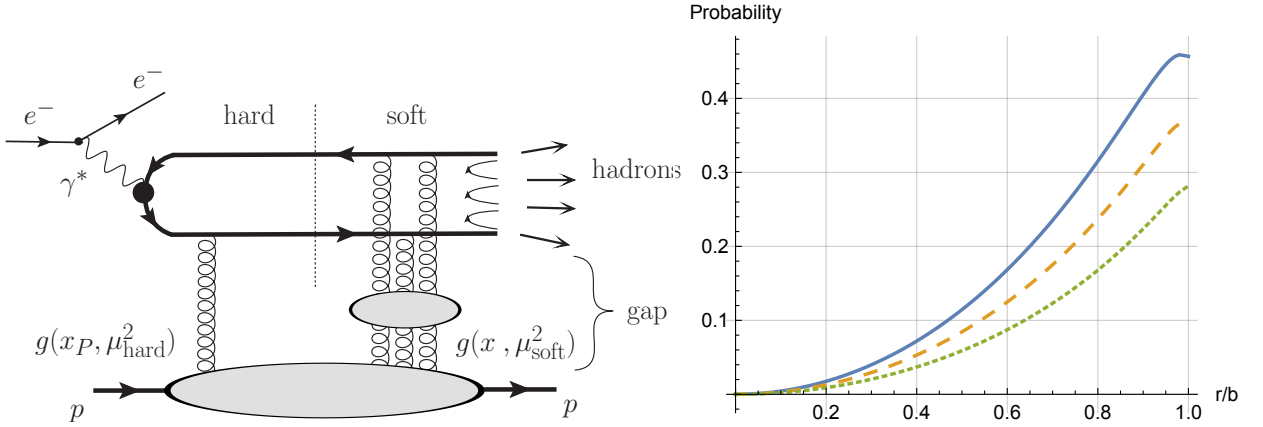 e⁻
e⁻
γ*
hard
soft
hadrons
gap
g(x_P, μ²_hard)
g(x , μ²_soft)
p
p
Probability
0.4
0.3
0.2
0.1
0.2
0.4
0.6
0.8
1.0
r/b